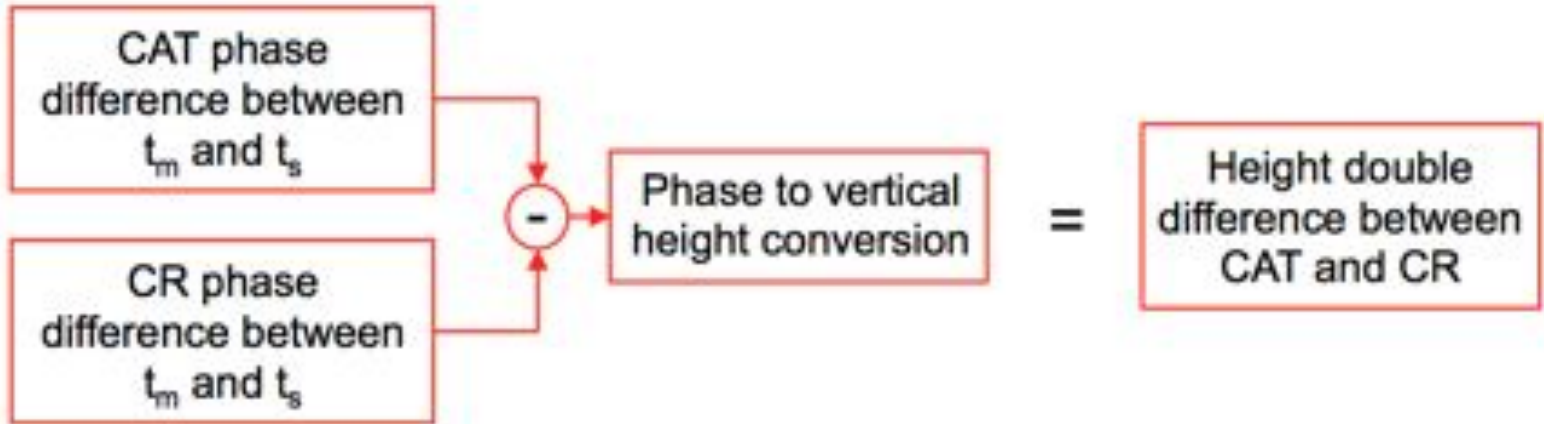 CAT phase
difference between
tm and ts
CR phase
difference between
tm and ts
-
Phase to vertical
height conversion
=
Height double
difference between
CAT and CR